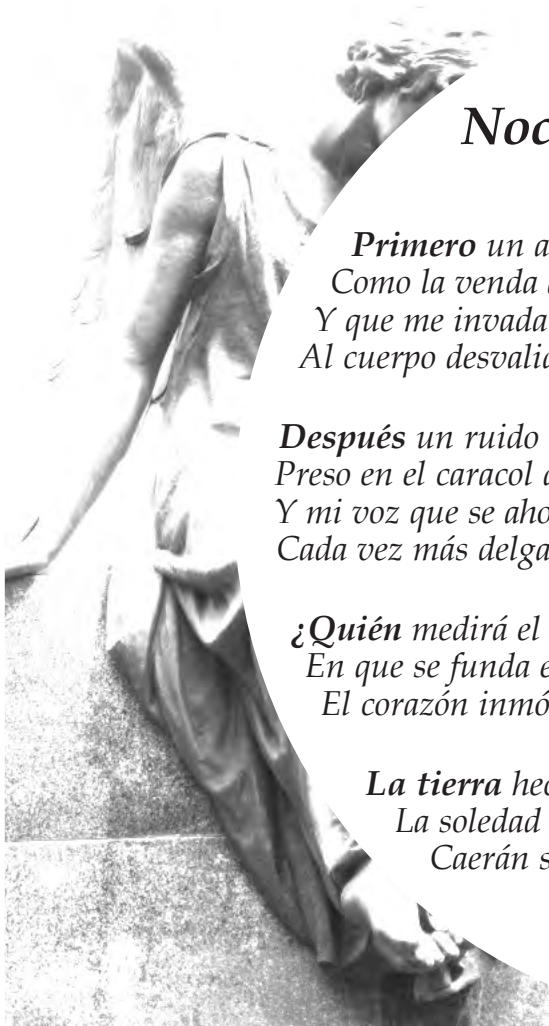 Noc
Primero un a
Como la venda
Y que me invada
Al cuerpo desvalid
Después un ruido
Preso en el caracol
Y mi voz que se aho
Cada vez más delga
¿Quién medirá el
En que se funda e
El corazón inmó
La tierra hec
La soledad
Caerán s